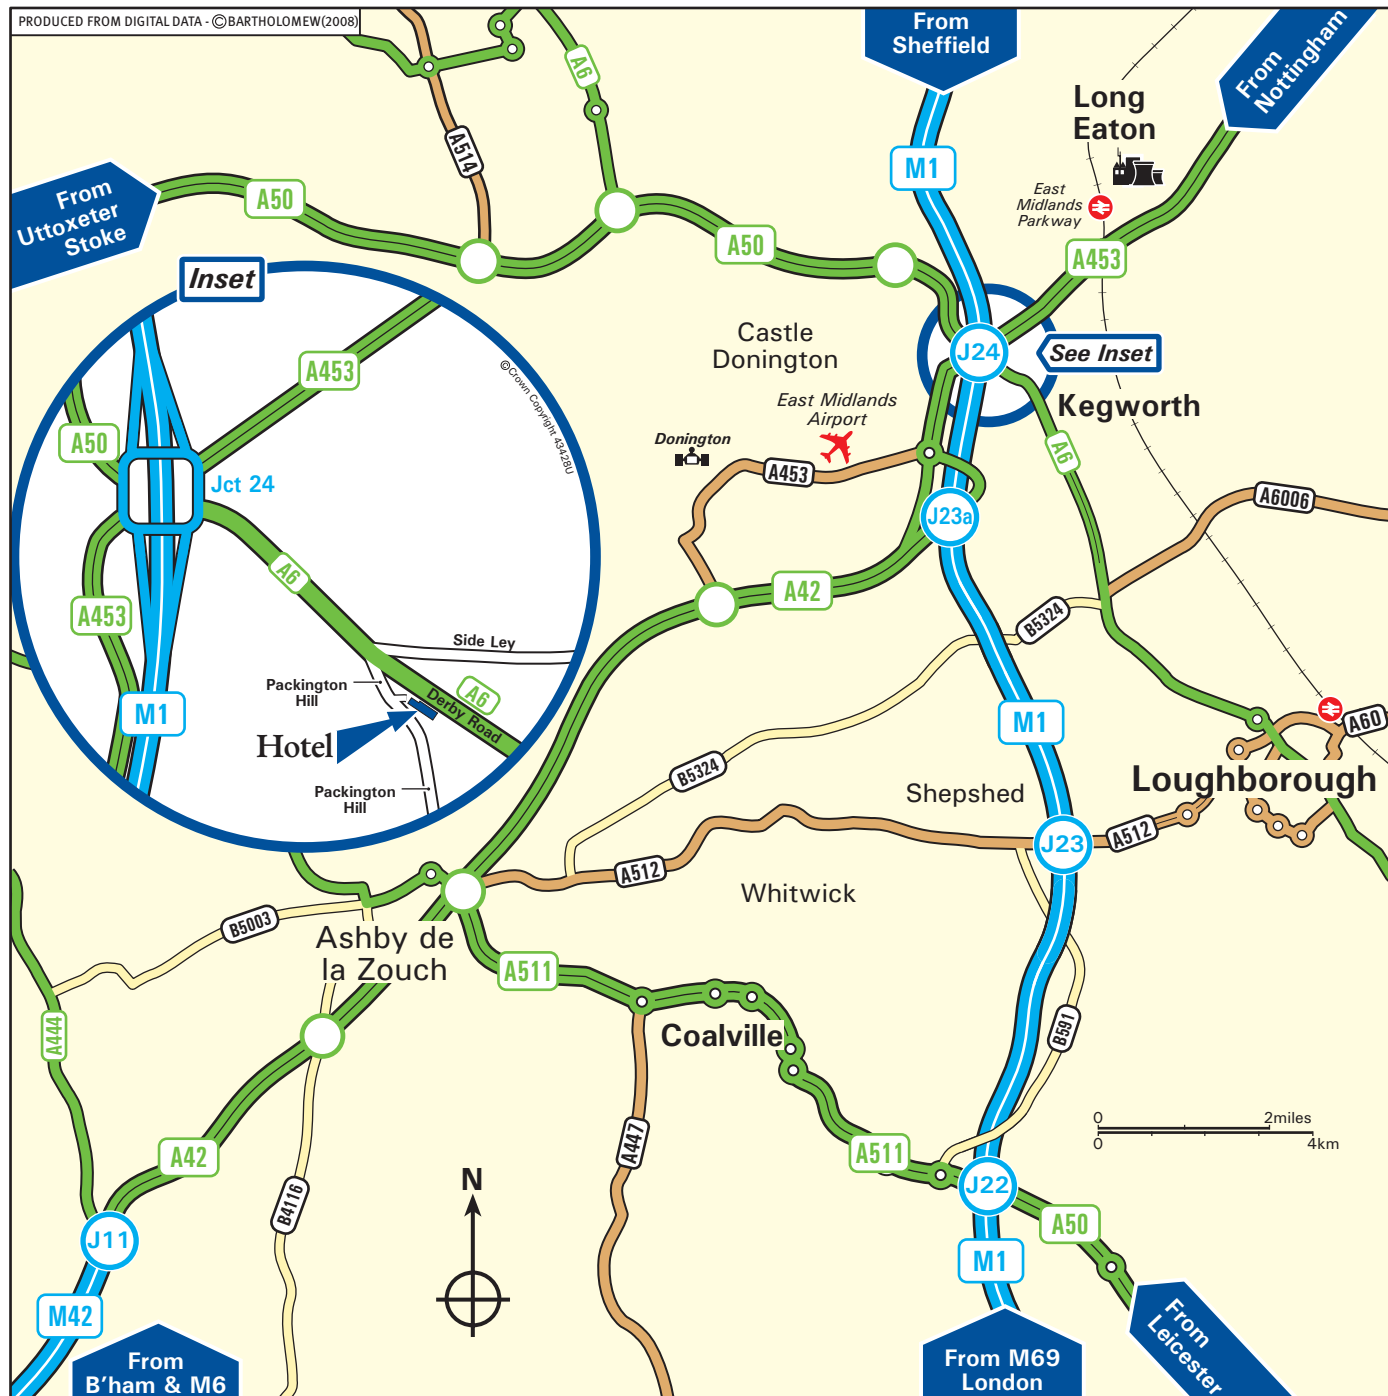 PRODUCED FROM DIGITAL DATA - ©BARTHOLOMEW(2008)
From
Sheffield
From
Nottingham
Long
Eaton
A6
A514
M1
From
Uttoxeter
Stoke
A50
East
Midlands
Parkway
A50
A453
Inset
Castle
Donington
J24
See Inset
A453
©Crown Copyright 43428U
East Midlands
Airport
Kegworth
A50
Donington
A6
Jct 24
A453
A6006
J23a
A6
A42
A453
B5324
Side Ley
Packington
Hill
A6
Derby Road
M1
M1
A60
Hotel
B5324
Loughborough
Packington
Hill
Shepshed
J23
A512
A512
Whitwick
B5003
Ashby de
la Zouch
A511
A444
Coalville
B591
0
2miles
0
4km
A447
A511
A42
N
B4116
J22
A50
J11
M1
M42
From
Leicester
From
B'ham & M6
From M69
London